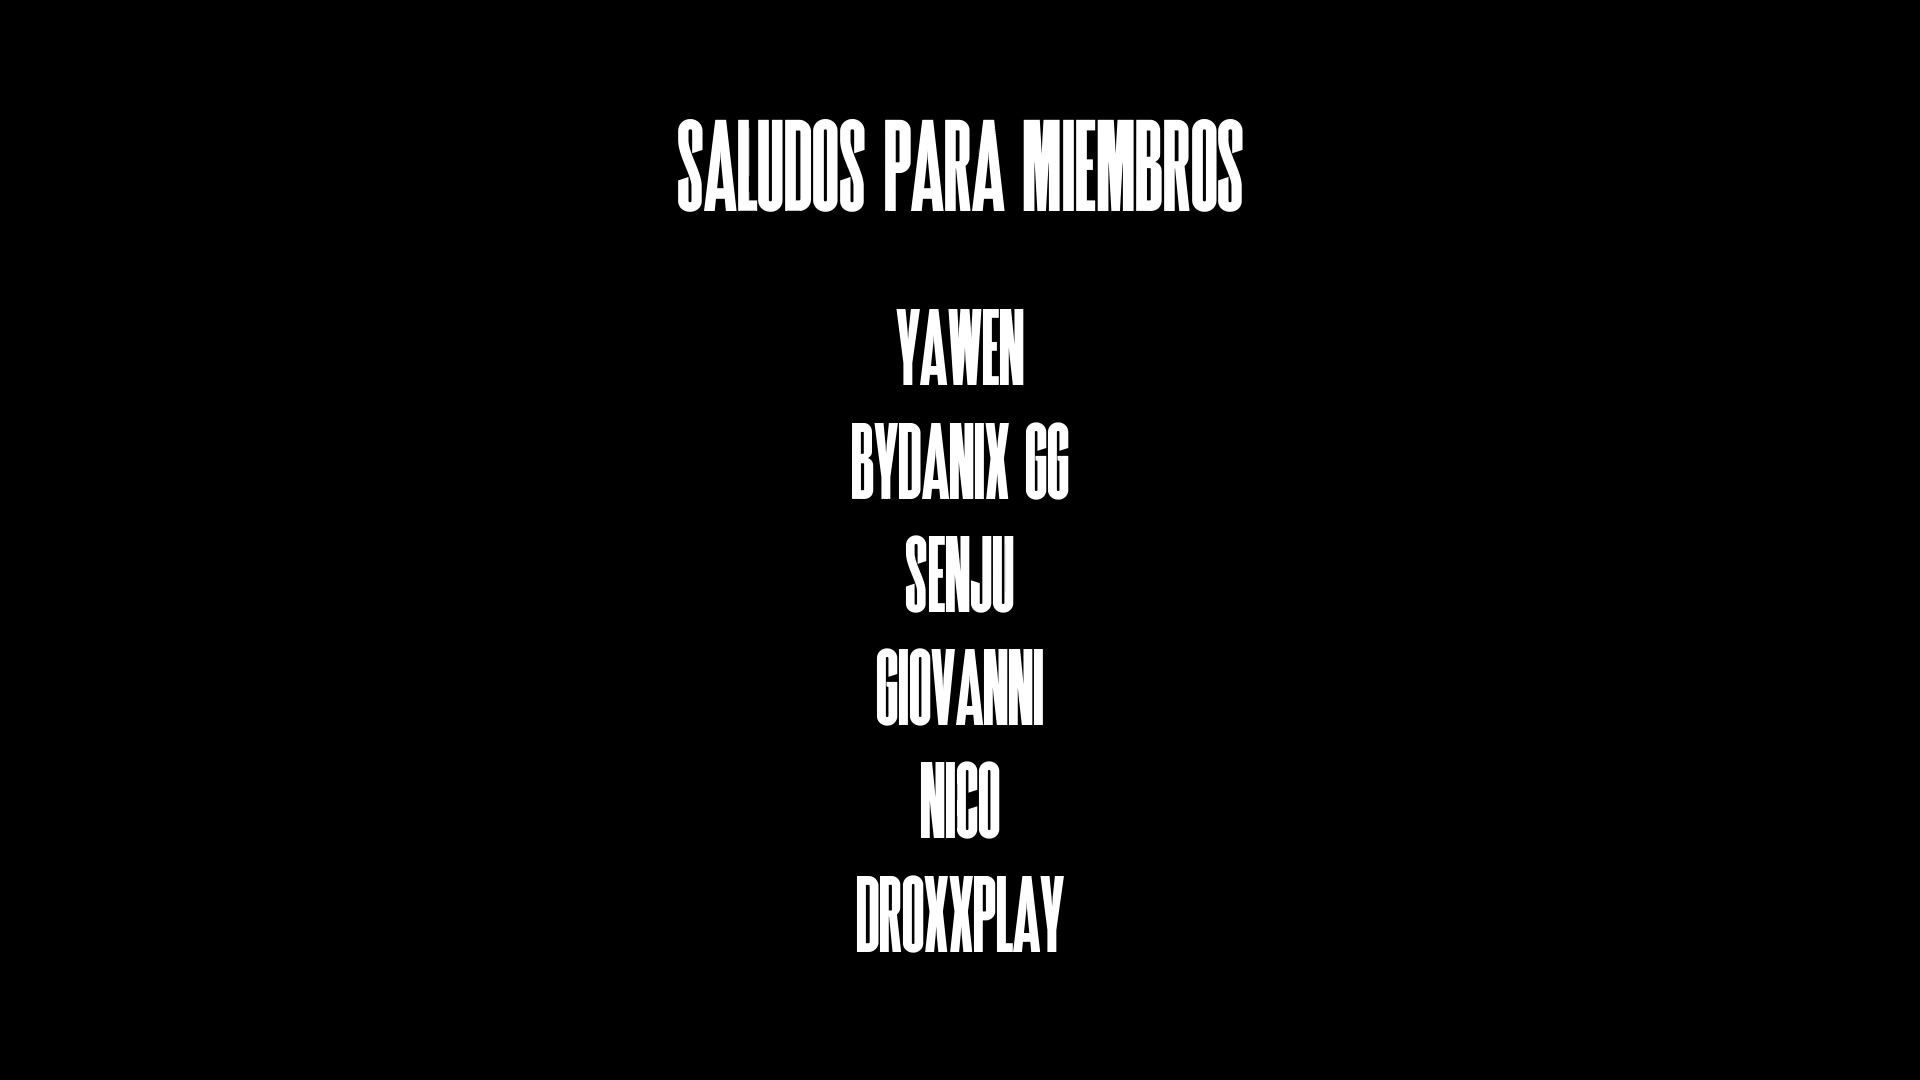 SALUDOS PARA MIEMBROS
YAWEN
BYDANIX GG
SENJU
GIOVANNI
NICO
DROXXPLAY